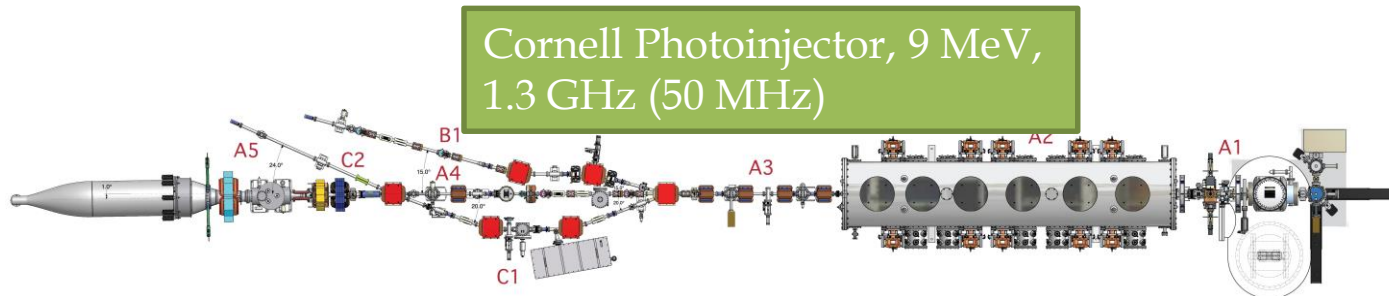 Cornell Photoinjector, 9 MeV,
1.3 GHz (50 MHz)
A5
24.0°
C2
B1
15.0°
A4
20.0°
20.0°
A3
A2
A1
1.0°
C1